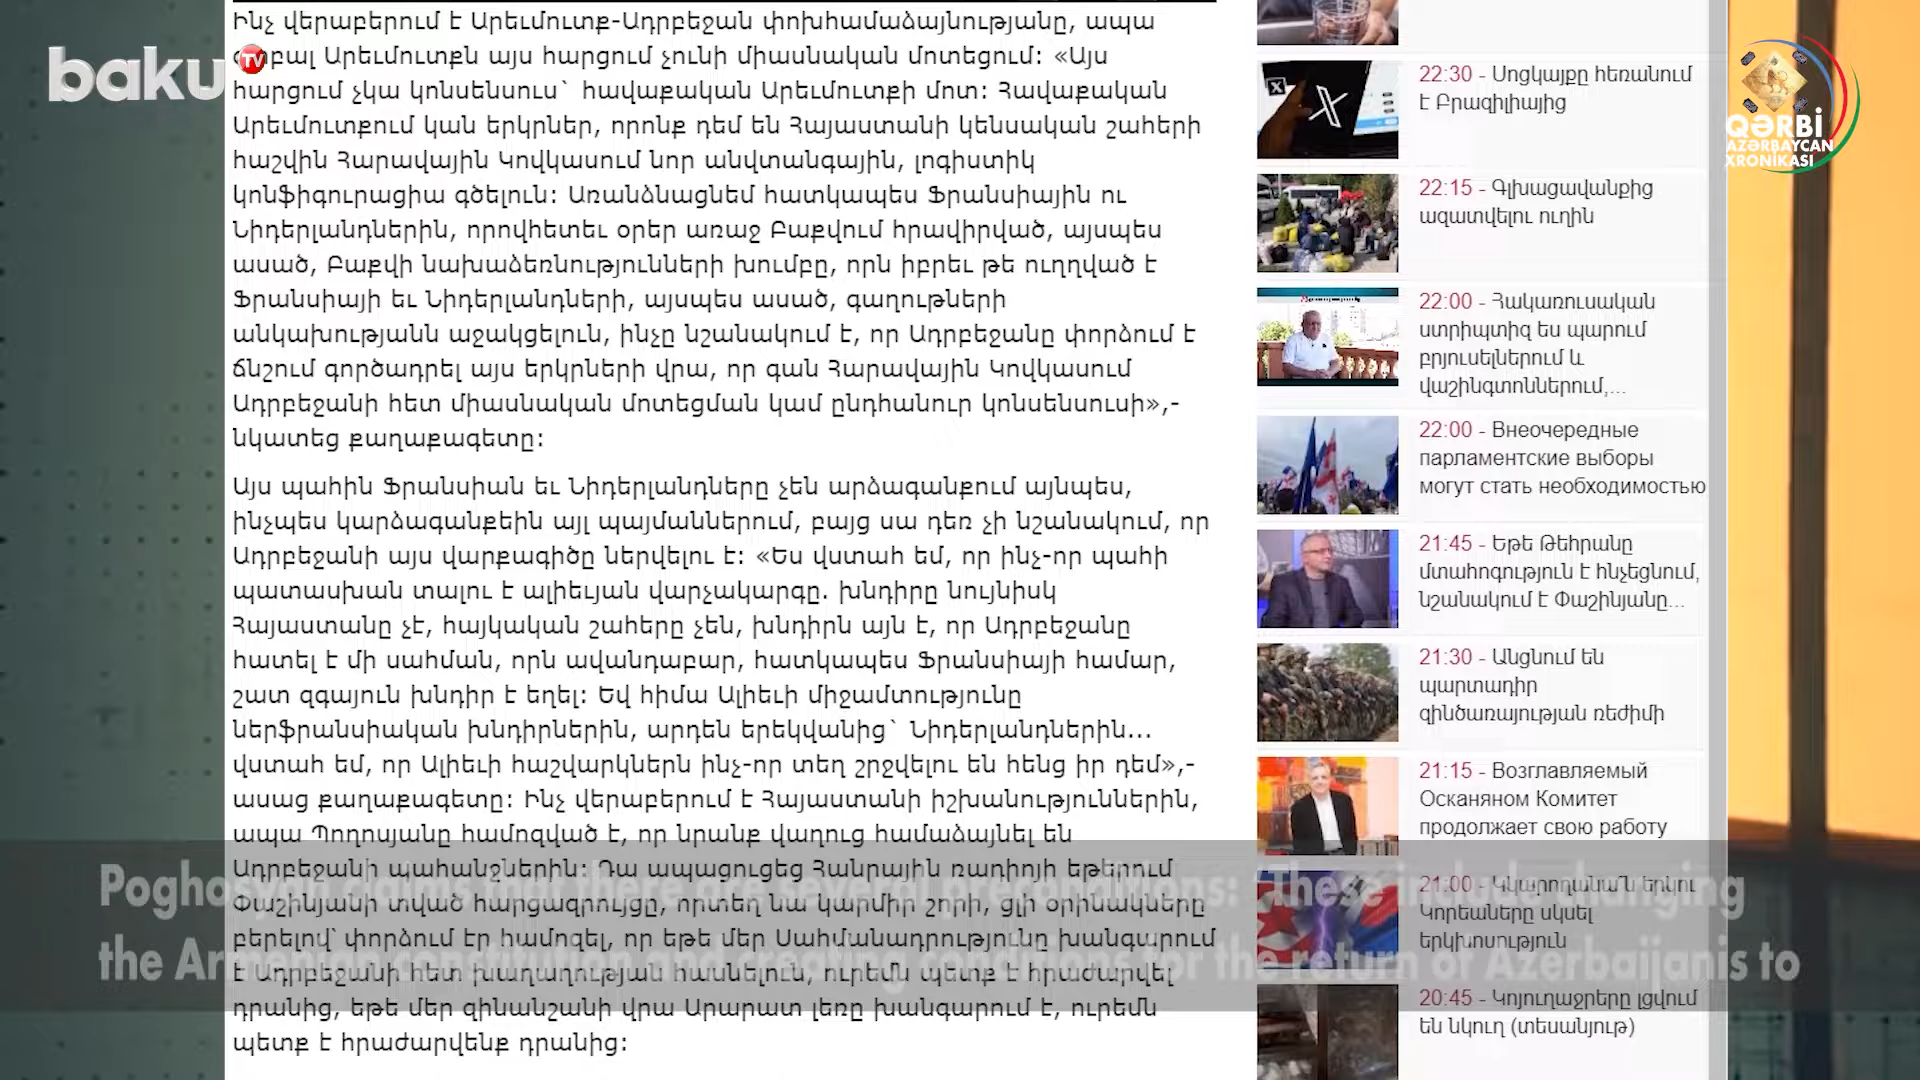 Ինչ վերաբերում է Արեւմուտք-Ադրբեջան փոխհամաձայնությանը, ապա
Արեւմուտքն այս հարցում չունի միասնական մոտեցում: «Այս
հարցում չկա կոնսենսուս` հավաքական Արեւմուտքի մոտ: Հավաքական
Արեւմուտքում կան երկրներ, որոնք դեմ են Հայաստանի կենսական շահերի
հաշվին Հարավային Կովկասում նոր անվտանգային, լոգիստիկ
կոնֆիգուրացիա գծելուն: Առանձնացնեմ հատկապես Ֆրանսիային ու
Նիդերլանդներին, որովհետեւ օրեր առաջ Բաքվում հրավիրված, այսպես
ասած, Բաքվի նախաձեռնությունների խումբը, որն իբրեւ թե ուղղված է
Ֆրանսիայի եւ Նիդերլանդների, այսպես ասած, գաղութների
անկախությանն աջակցելուն, ինչը նշանակում է, որ Ադրբեջանը փորձում է
ճնշում գործադրել այս երկրների վրա, որ գան Հարավային Կովկասում
Ադրբեջանի հետ միասնական մոտեցման կամ ընդհանուր կոնսենսուսի»,-
նկատեց քաղաքագետը:
Այս պահին Ֆրանսիան եւ Նիդերլանդները չեն արձագանքում այնպես,
ինչպես կարձագանքեին այլ պայմաններում, բայց սա դեռ չի նշանակում, որ
Ադրբեջանի այս վարքագիծը ներվելու է: «Ես վստահ եմ, որ ինչ-որ պահի
պատասխան տալու է ալիեւյան վարչակարգը. խնդիրը նույնիսկ
Հայաստանը չէ, հայկական շահերը չեն, խնդիրն այն է, որ Ադրբեջանը
հատել է մի սահման, որն ավանդաբար, հատկապես Ֆրանսիայի համար,
շատ զգայուն խնդիր է եղել: Եվ հիմա Ալիեւի միջամտությունը
ներֆրանսիական խնդիրներին, արդեն երեկվանից` Նիդերլանդներին...
վստահ եմ, որ Ալիեւի հաշվարկներն ինչ-որ տեղ շրջվելու են հենց իր դեմ»,-
ասաց քաղաքագետը: Ինչ վերաբերում է Հայաստանի իշխանություններին,
ապա Պողոսյանը համոզված է, որ նրանք վաղուց համաձայնել են
Ադրբեջանի պահանջներին: Դա ապացուցեց Հանրային ռադիոյի եթերում
Փաշինյանի տված հարցազրույցը, որտեղ նա կարմիր շորի, ցլի օրինակները
բերելով` փորձում էր համոզել, որ եթե մեր Սահմանադրությունը խանգարում
է Ադրբեջանի հետ խաղաղության հասնելուն, ուրեմն պետք է հրաժարվել
դրանից, եթե մեր զինանշանի վրա Արարատ լեռը խանգարում է, ուրեմն
պետք է հրաժարվենք դրանից:
baku TV
22:30 - Սոցկայքը հեռանում
է Բրազիլիայից
22:15 - Գլխացավանքից
ազատվելու ուղին
22:00 - Հակառուսական
ստրիպտիզ ես պարում
բրյուսելներում և
վաշինգտոններում,...
22:00 - Внеочередные
парламентские выборы
могут стать необходимостью
21:45 - Եթե Թեհրանը
մտահոգություն է հնչեցնում,
նշանակում է Փաշինյանը...
21:30 - Անցնում են
պարտադիր
զինծառայության ռեժիմի
21:15 - Возглавляемый
Осканяном Комитет
продолжает свою работу
21:00 - Կկարողանա՞ն երկու
Կորեաները սկսել
երկխոսություն
20:45 - Կոյուղաջրերը լցվում
են նկուղ (տեսանյութ)
QƏRBİ
AZƏRBAYCAN
XRONİKASI
Poghosyan claims that there are several preconditions: "These include changing
the Armenian constitution and creating conditions for the return of Azerbaijanis to